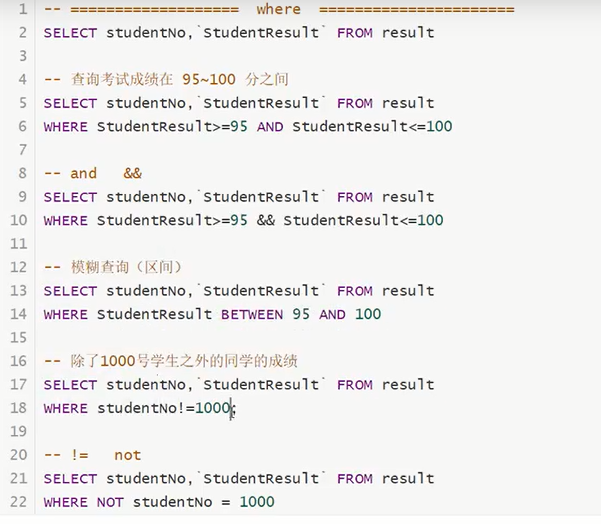 1 -- =================== where ======================
2 SELECT studentNo,`StudentResult` FROM result
3
4 -- 查询考试成绩在 95~100 分之间
5 SELECT studentNo,`StudentResult` FROM result
6 WHERE StudentResult>=95 AND StudentResult<=100
7
8 -- and &&
9 SELECT studentNo,`StudentResult` FROM result
10 WHERE StudentResult>=95 && StudentResult<=100
11
12 -- 模糊查询（区间）
13 SELECT studentNo,`StudentResult` FROM result
14 WHERE StudentResult BETWEEN 95 AND 100
15
16 -- 除了1000号学生之外的同学的成绩
17 SELECT studentNo,`StudentResult` FROM result
18 WHERE studentNo!=1000;
19
20 -- != not
21 SELECT studentNo,`StudentResult` FROM result
22 WHERE NOT studentNo = 1000